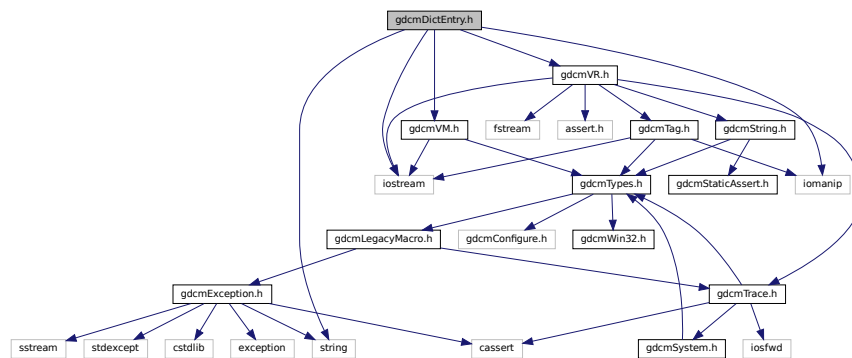 gdcmDictEntry.h
gdcmVR.h
gdcmVM.h
fstream
assert.h
gdcmTag.h
gdcmString.h
iostream
gdcmTypes.h
gdcmStaticAssert.h
iomanip
gdcmLegacyMacro.h
gdcmConfigure.h
gdcmWin32.h
gdcmException.h
gdcmTrace.h
sstream
stdexcept
cstdlib
exception
string
cassert
gdcmSystem.h
iosfwd